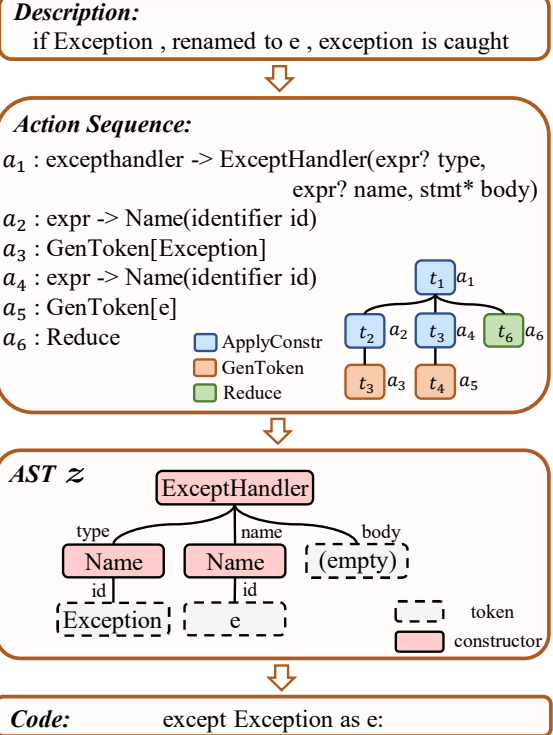 Description:
if Exception , renamed to e , exception is caught
Action Sequence:
a₁ : excepthandler -> ExceptHandler(expr? type,
expr? name, stmt* body)
a₂ : expr -> Name(identifier id)
a₃ : GenToken[Exception]
a₄ : expr -> Name(identifier id)
a₅ : GenToken[e]
a₆ : Reduce
ApplyConstr
GenToken
Reduce
t₁ a₁
t₂ a₂ t₃ a₄ t₆ a₆
t₃ a₃ t₄ a₅
AST z
ExceptHandler
type name body
Name Name (empty)
id id
Exception e
token
constructor
Code: except Exception as e: